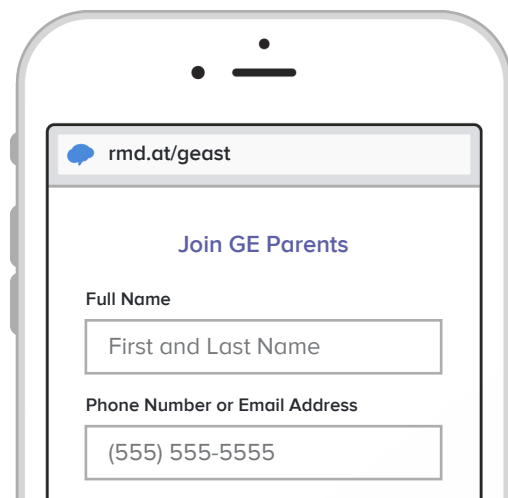 rmd.at/geast
Join GE Parents
Full Name
First and Last Name
Phone Number or Email Address
(555) 555-5555